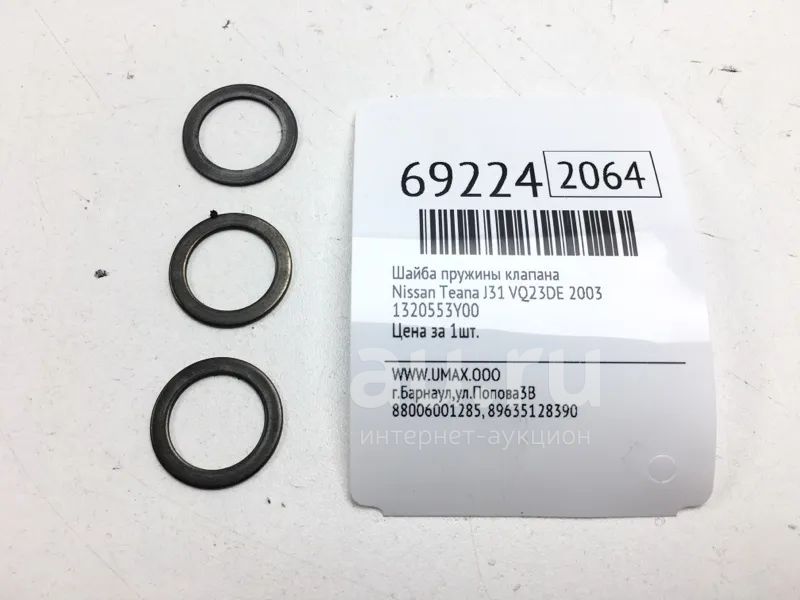 69224 2064
Шайба пружины клапана
Nissan Teana J31 VQ23DE 2003
1320553Y00
Цена за 1шт.
au.ru
WWW.UMAX.OOO
г.Барнаул,ул.Попова3В
88006001285, 89635128390
интернет-аукцион